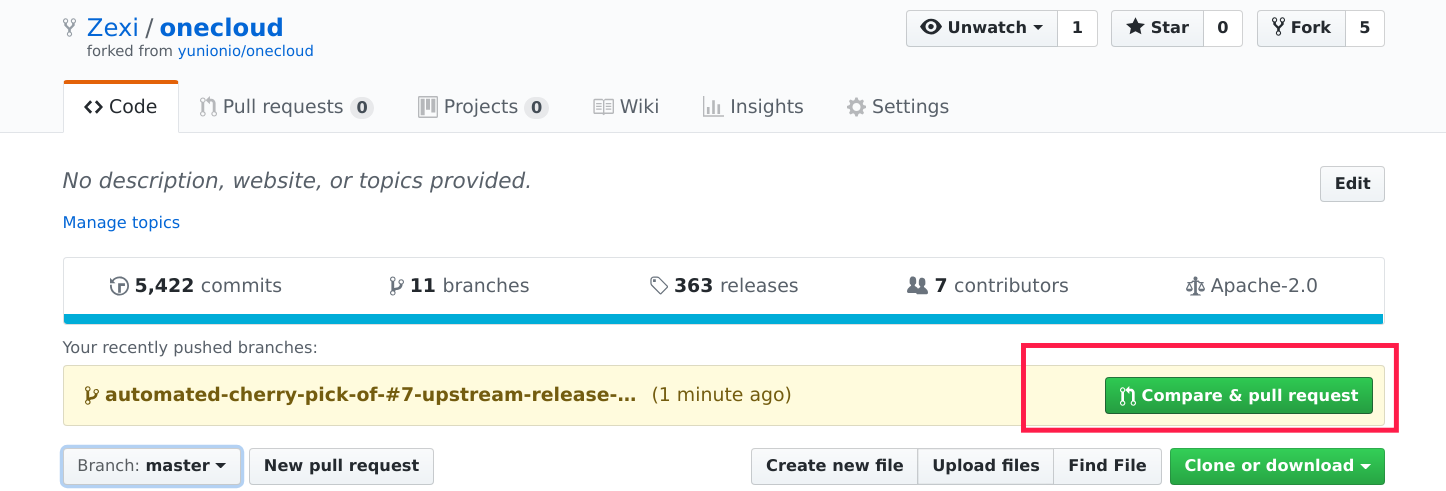 Zexi / onecloud
Unwatch 1 Star 0 Fork 5
forked from yunionio/onecloud
Code Pull requests 0 Projects 0 Wiki Insights Settings
No description, website, or topics provided.
Edit
Manage topics
5,422 commits 11 branches 363 releases 7 contributors Apache-2.0
Your recently pushed branches:
automated-cherry-pick-of-#7-upstream-release-... (1 minute ago) Compare & pull request
Branch: master New pull request Create new file Upload files Find File Clone or download